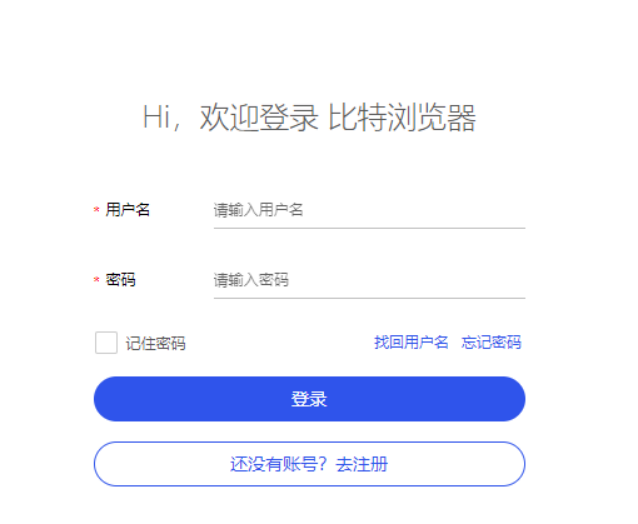 Hi，欢迎登录 比特浏览器
* 用户名 请输入用户名
* 密码 请输入密码
记住密码 找回用户名 忘记密码
登录
还没有账号？去注册